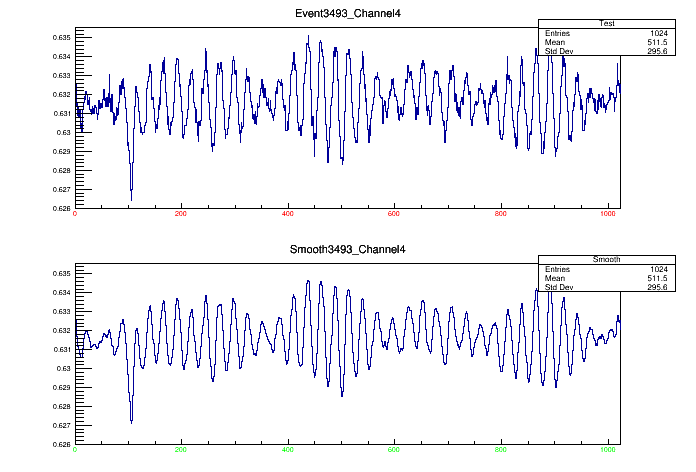 Event3493_Channel4
Test
Entries 1024
Mean 511.5
Std Dev 295.6
0.635
0.634
0.633
0.632
0.631
0.63
0.629
0.628
0.627
0.626
0 200 400 600 800 1000
Smooth3493_Channel4
Smooth
Entries 1024
Mean 511.5
Std Dev 295.6
0.635
0.634
0.633
0.632
0.631
0.63
0.629
0.628
0.627
0.626
0 200 400 600 800 1000